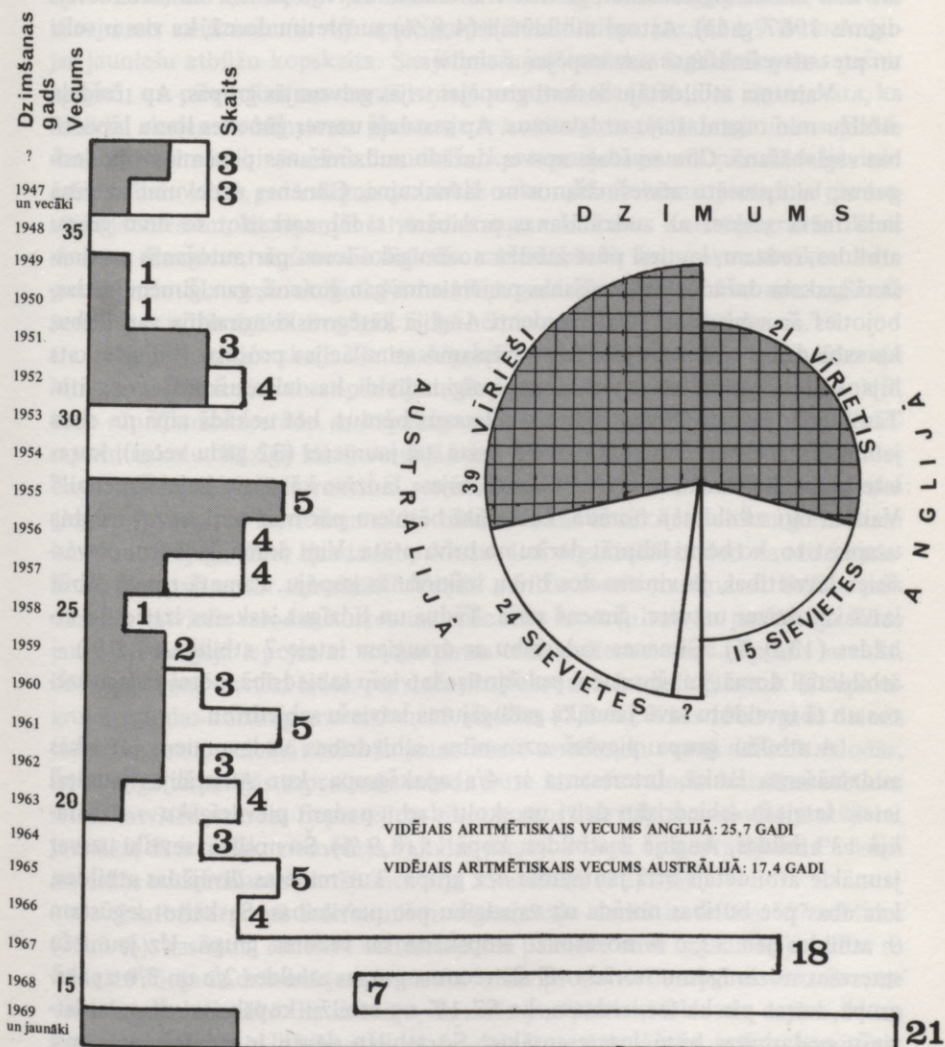 Dzimšanas
gads
Vecums
Skaits
? 3
1947 3
un vecāki
1948 35
1949 1
1950 1
1951 3
1952 4
1953 30
1954
1955 5
1956 4
1957 4
1958 25
1959 2
1960 3
1961 5
1962 3
1963 20 4
1964 3
1965 5
1966 4
1967 18
1968 15 7
1969
un jaunāki 21
DZIMUMS
AUSTRĀLIJĀ
ANGLIJĀ
39 VĪRIEŠI
21 VĪRIETIS
24 SIEVIETES
?
15 SIEVIETES
VIDĒJAIS ARITMĒTISKAIS VECUMS ANGLIJĀ: 25,7 GADI
VIDĒJAIS ARITMĒTISKAIS VECUMS AUSTRĀLIJĀ: 17,4 GADI